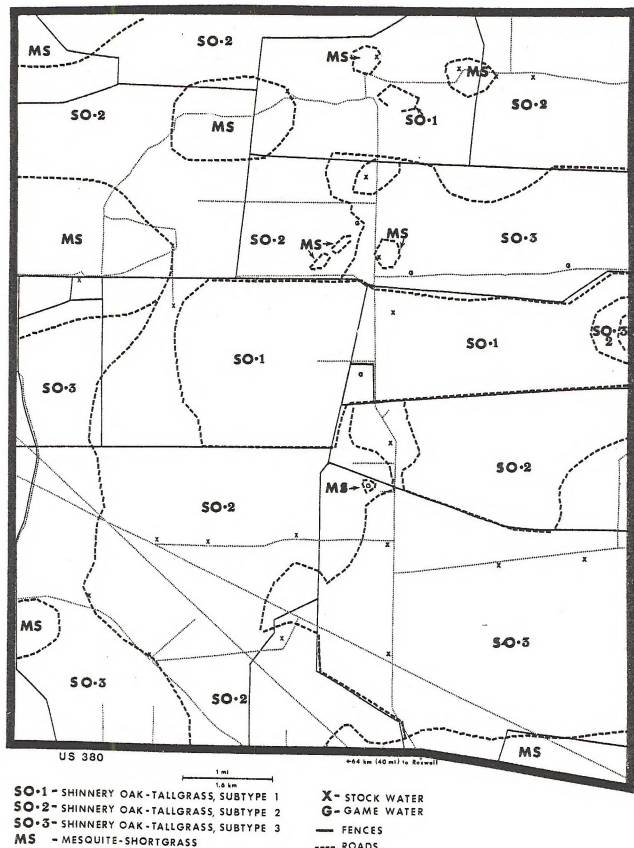 MS
SO•2
MS
MS
SO•2
MS
SO•1
SO•2
MS
SO•2
MS
MS
SO•3
SO•1
SO•1
SO•3
2
SO•3
SO•2
MS
SO•2
MS
SO•3
SO•3
SO•2
MS
US 380
64 km (40 mi) to Roswell
1 mi
1.6 km
SO•1 - SHINNERY OAK-TALLGRASS, SUBTYPE 1
SO•2 - SHINNERY OAK-TALLGRASS, SUBTYPE 2
SO•3 - SHINNERY OAK-TALLGRASS, SUBTYPE 3
MS - MESQUITE-SHORTGRASS
X - STOCK WATER
G - GAME WATER
FENCES
ROADS